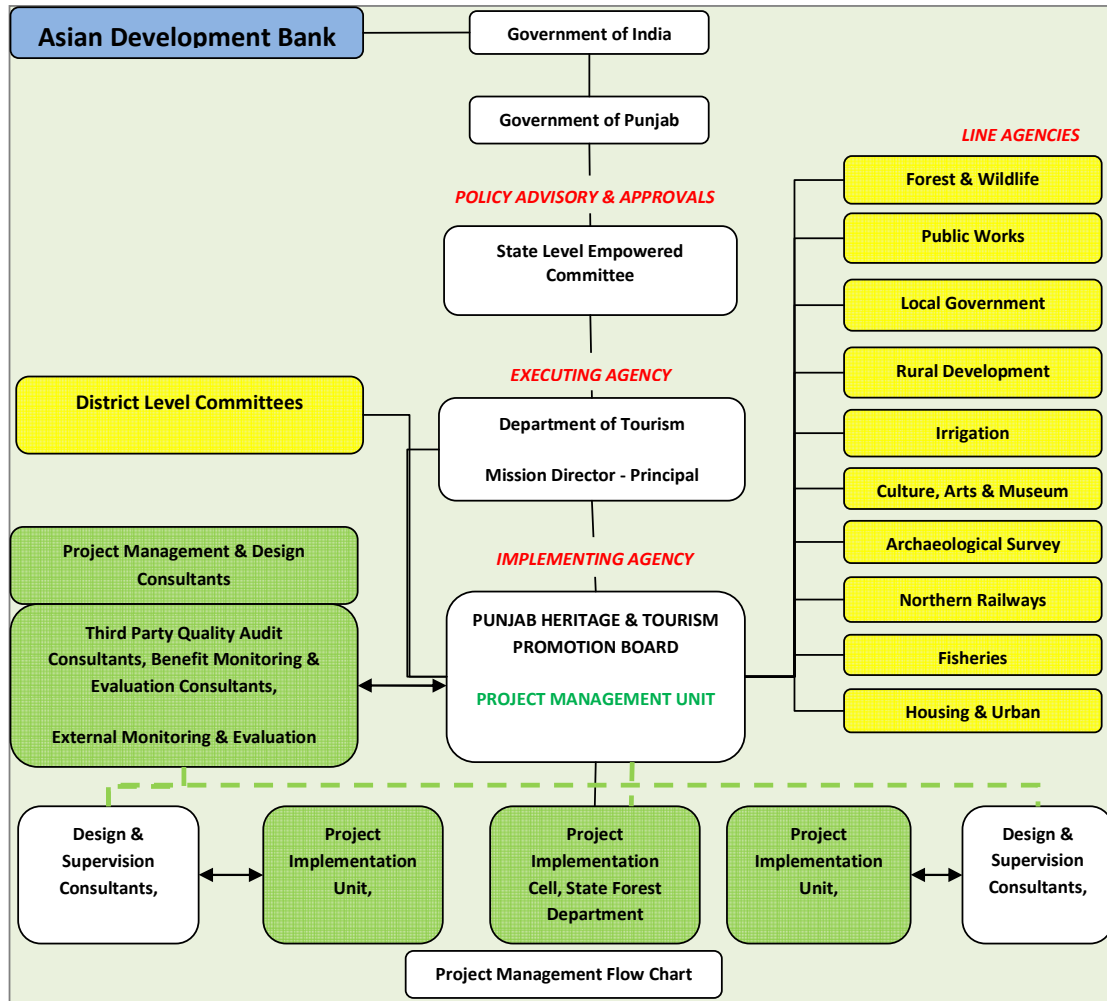 Asian Development Bank
Government of India
Government of Punjab
LINE AGENCIES
Forest & Wildlife
POLICY ADVISORY & APPROVALS
Public Works
State Level Empowered
Committee
Local Government
Rural Development
EXECUTING AGENCY
District Level Committees
Department of Tourism
Mission Director - Principal
Irrigation
Culture, Arts & Museum
Project Management & Design
Consultants
IMPLEMENTING AGENCY
Archaeological Survey
Northern Railways
Third Party Quality Audit
Consultants, Benefit Monitoring &
Evaluation Consultants,
External Monitoring & Evaluation
PUNJAB HERITAGE & TOURISM
PROMOTION BOARD
PROJECT MANAGEMENT UNIT
Fisheries
Housing & Urban
Design &
Supervision
Consultants,
Project
Implementation
Unit,
Project
Implementation
Cell, State Forest
Department
Project
Implementation
Unit,
Design &
Supervision
Consultants,
Project Management Flow Chart